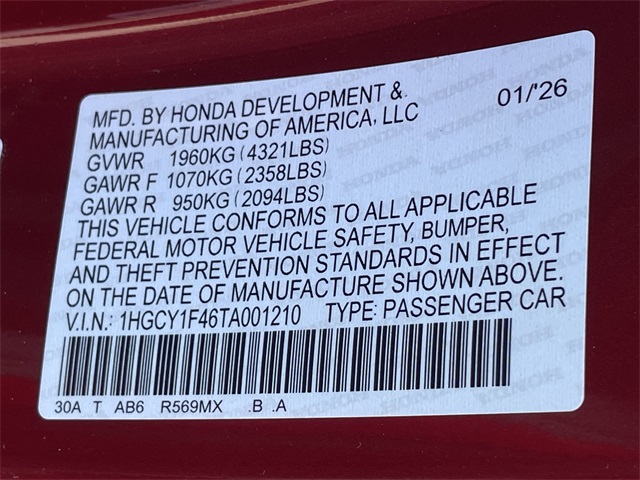 MFD. BY HONDA DEVELOPMENT & 01/'26
MANUFACTURING OF AMERICA, LLC
GVWR 1960KG (4321LBS)
GAWR F 1070KG (2358LBS)
GAWR R 950KG (2094LBS)
THIS VEHICLE CONFORMS TO ALL APPLICABLE
FEDERAL MOTOR VEHICLE SAFETY, BUMPER,
AND THEFT PREVENTION STANDARDS IN EFFECT
ON THE DATE OF MANUFACTURE SHOWN ABOVE.
V.I.N.: 1HGCY1F46TA001210 TYPE: PASSENGER CAR
30A T AB6 R569MX .B .A